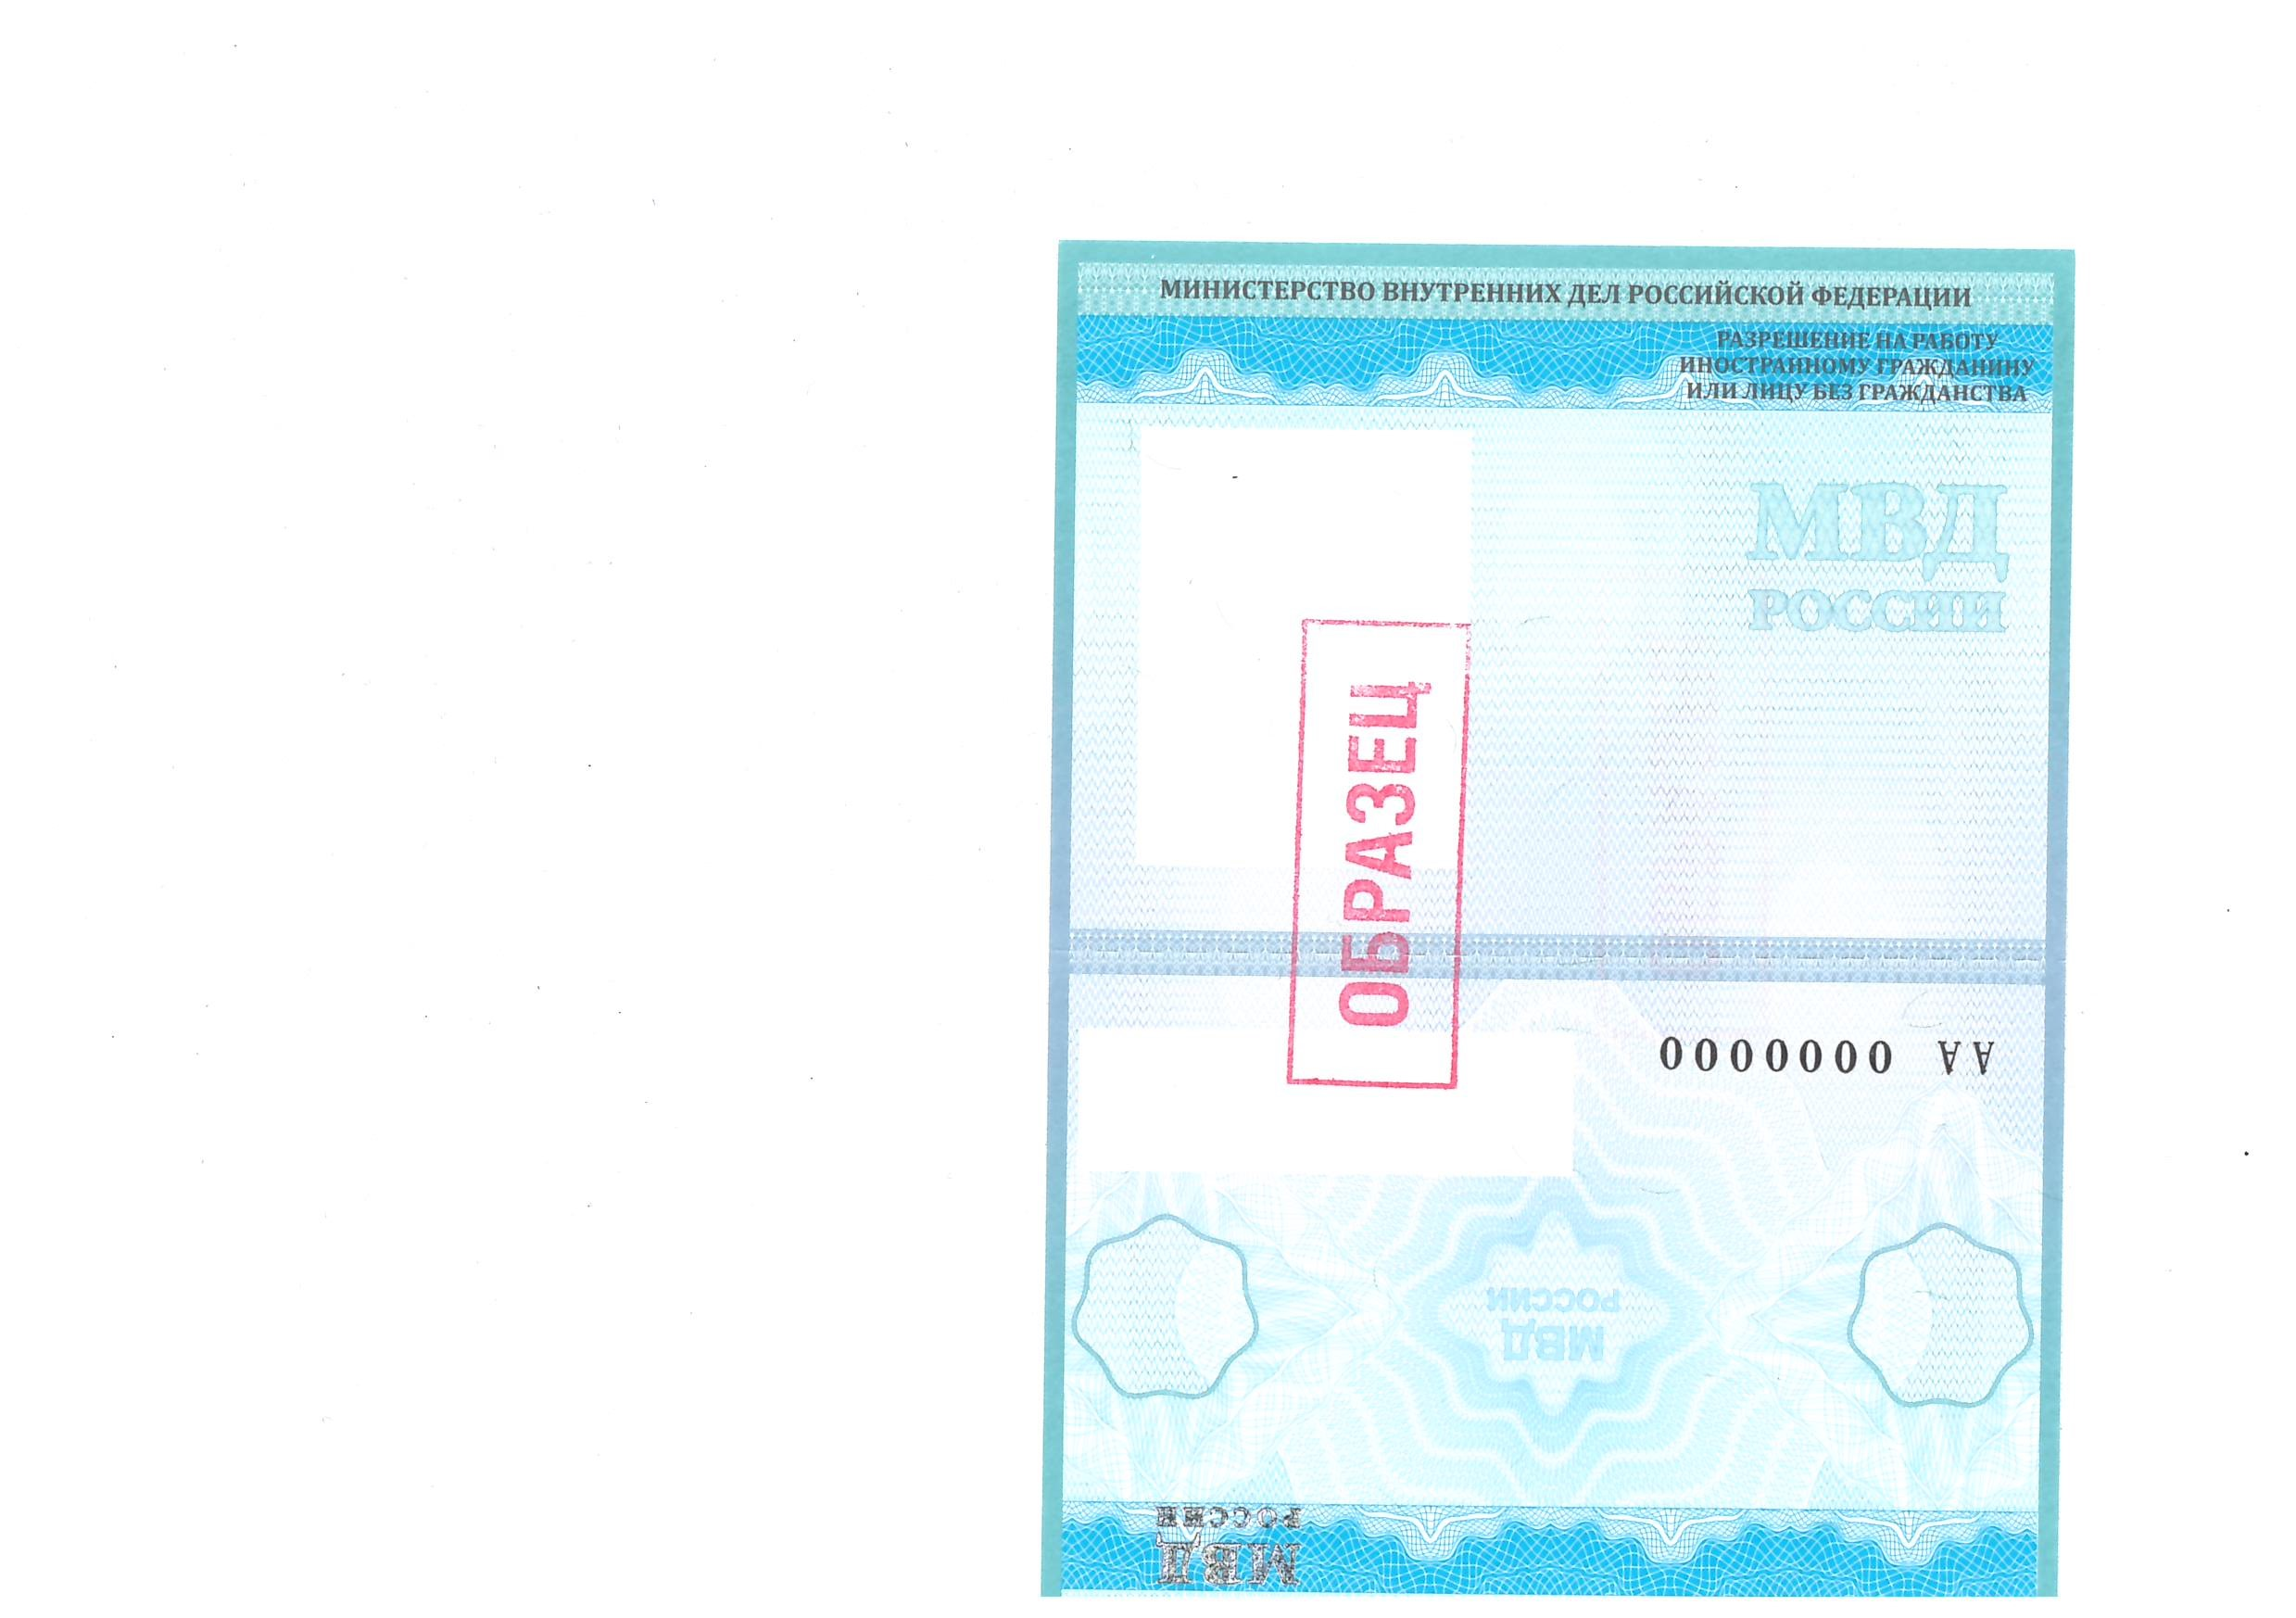 МИНИСТЕРСТВО ВНУТРЕННИХ ДЕЛ РОССИЙСКОЙ ФЕДЕРАЦИИ
РАЗРЕШЕНИЕ НА РАБОТУ
ИНОСТРАННОМУ ГРАЖДАНИНУ
ИЛИ ЛИЦУ БЕЗ ГРАЖДАНСТВА
МВД
РОССИИ
ОБРАЗЕЦ
АА 0000000
МВД
РОССИИ
МВД
РОССИИ